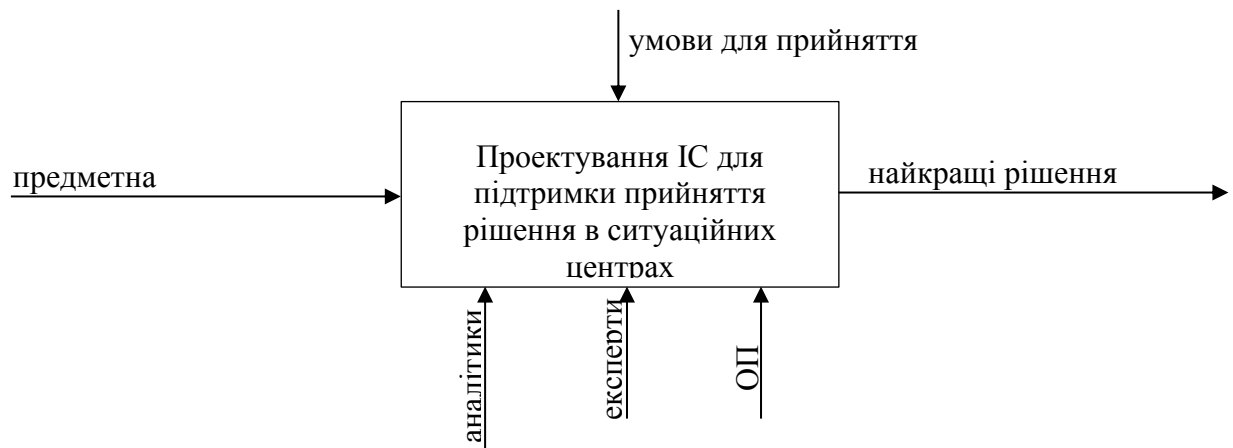 умови для прийняття
предметна
Проектування ІС для
підтримки прийняття
рішення в ситуаційних
центрах
найкращі рішення
аналітики
експерти
ОП